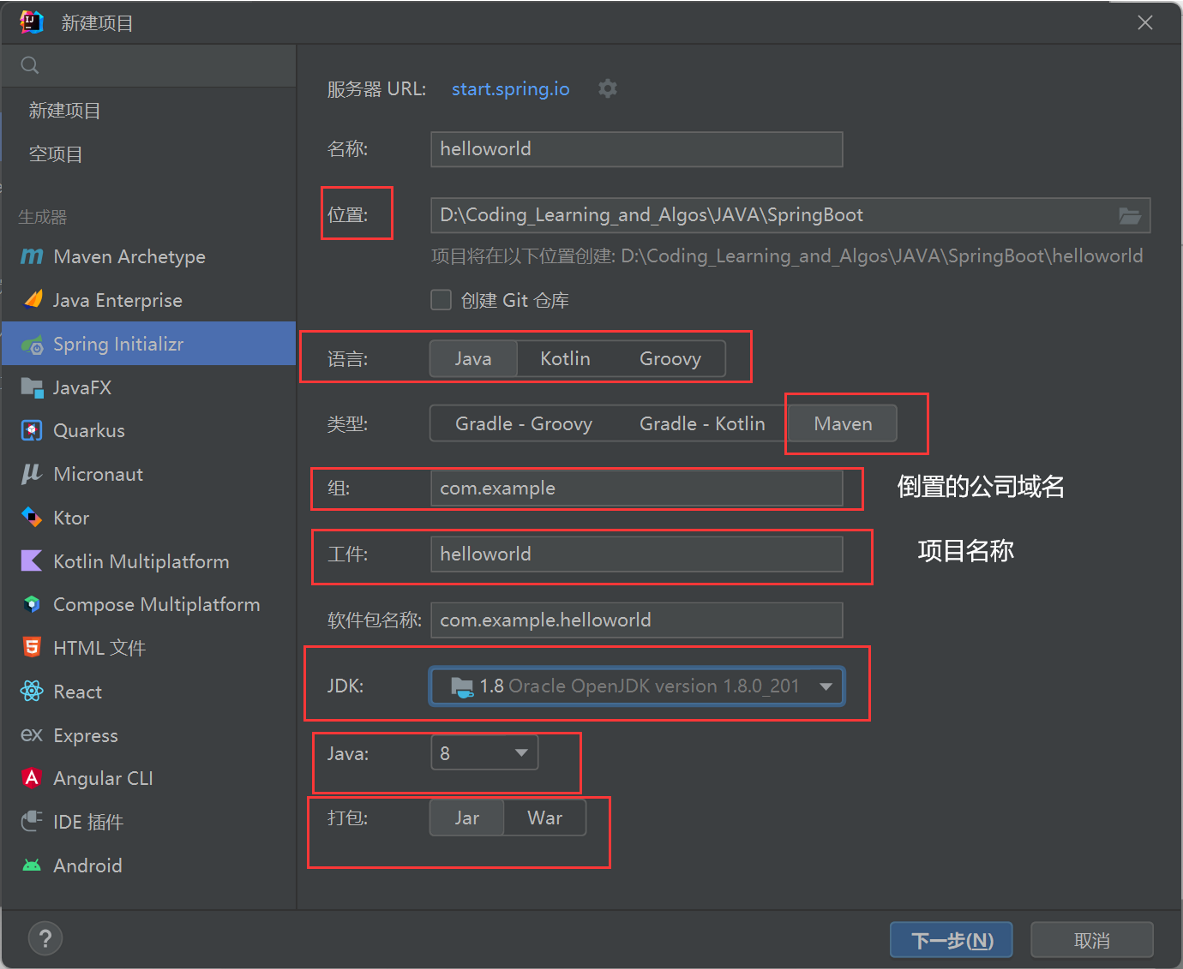 新建项目
新建项目
空项目
生成器
Maven Archetype
Java Enterprise
Spring Initializr
JavaFX
Quarkus
Micronaut
Ktor
Kotlin Multiplatform
Compose Multiplatform
HTML 文件
React
Express
Angular CLI
IDE 插件
Android
服务器 URL: start.spring.io
名称: helloworld
位置: D:\Coding_Learning_and_Algos\JAVA\SpringBoot
项目将在以下位置创建: D:\Coding_Learning_and_Algos\JAVA\SpringBoot\helloworld
创建 Git 仓库
语言: Java Kotlin Groovy
类型: Gradle - Groovy Gradle - Kotlin Maven
组: com.example 倒置的公司域名
工件: helloworld 项目名称
软件包名称: com.example.helloworld
JDK: 1.8 Oracle OpenJDK version 1.8.0_201
Java: 8
打包: Jar War
? 下一步(N) 取消